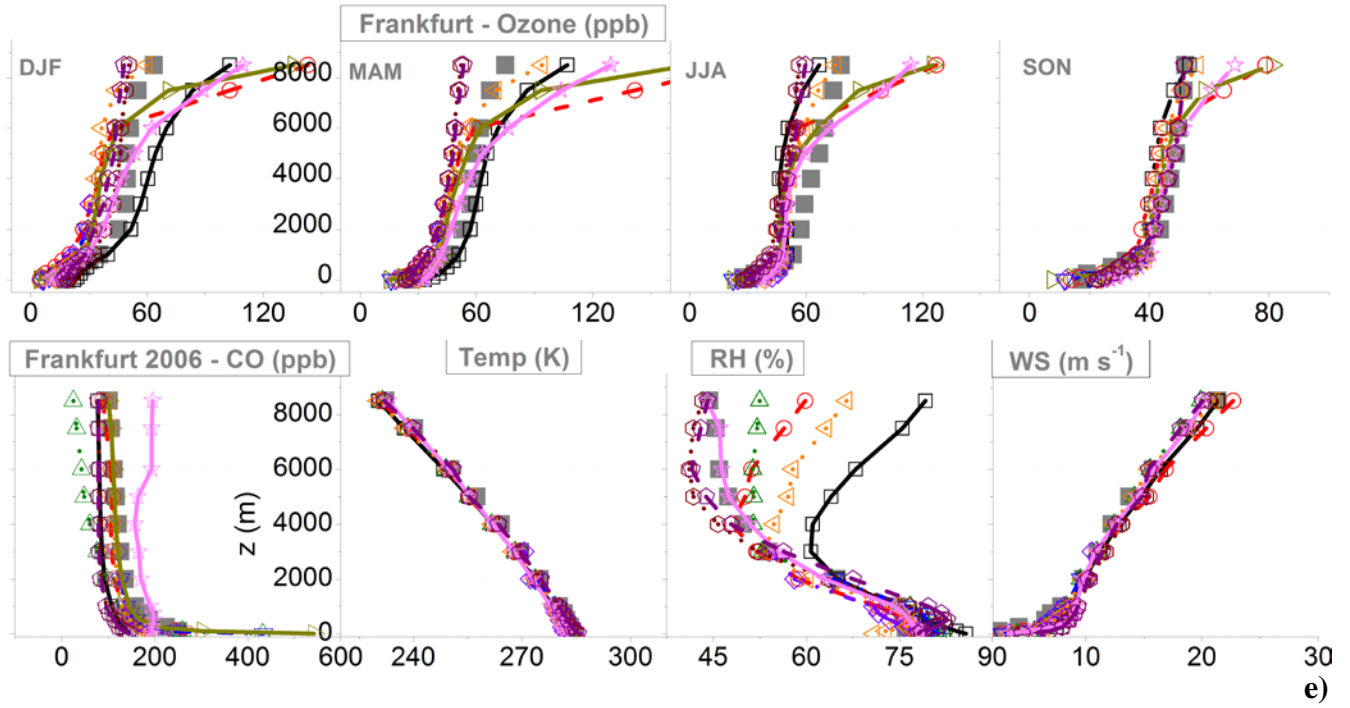 Frankfurt - Ozone (ppb)
DJF
MAM
JJA
SON
8000
6000
4000
2000
0
0 60 120 0 60 120 0 60 120 0 40 80
Frankfurt 2006 - CO (ppb)
Temp (K)
RH (%)
WS (m s⁻¹)
z (m)
8000
6000
4000
2000
0
0 200 400 600 240 270 300 45 60 75 90 10 20 30
e)